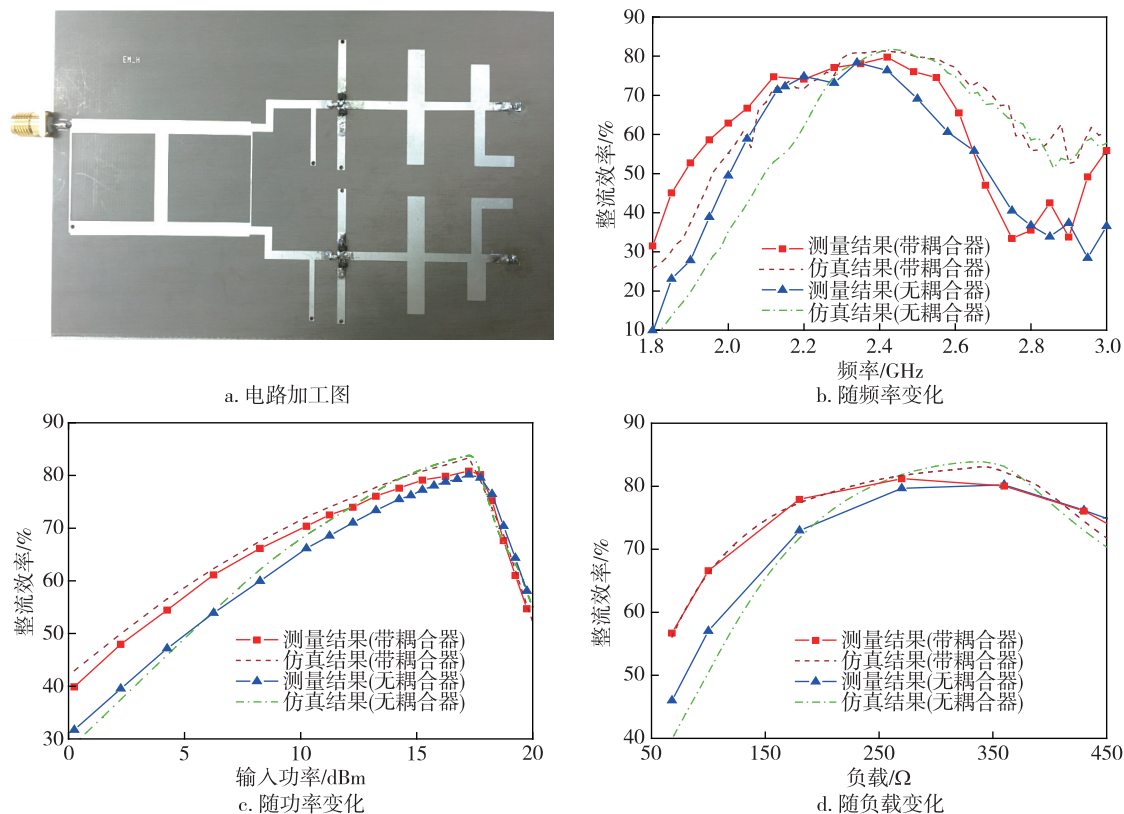 EM_H
a. 电路加工图
90
80
70
60
50
40
30
80
10
整流效率/%
测量结果(带耦合器)
仿真结果(带耦合器)
测量结果(无耦合器)
仿真结果(无耦合器)
1.8 2.0 2.2 2.4 2.6 2.8 3.0
频率/GHz
b. 随频率变化
90
80
70
60
50
40
30
整流效率/%
测量结果(带耦合器)
仿真结果(带耦合器)
测量结果(无耦合器)
仿真结果(无耦合器)
0 5 10 15 20
输入功率/dBm
c. 随功率变化
90
80
70
60
50
40
整流效率/%
测量结果(带耦合器)
仿真结果(带耦合器)
测量结果(无耦合器)
仿真结果(无耦合器)
50 150 250 350 450
负载/Ω
d. 随负载变化